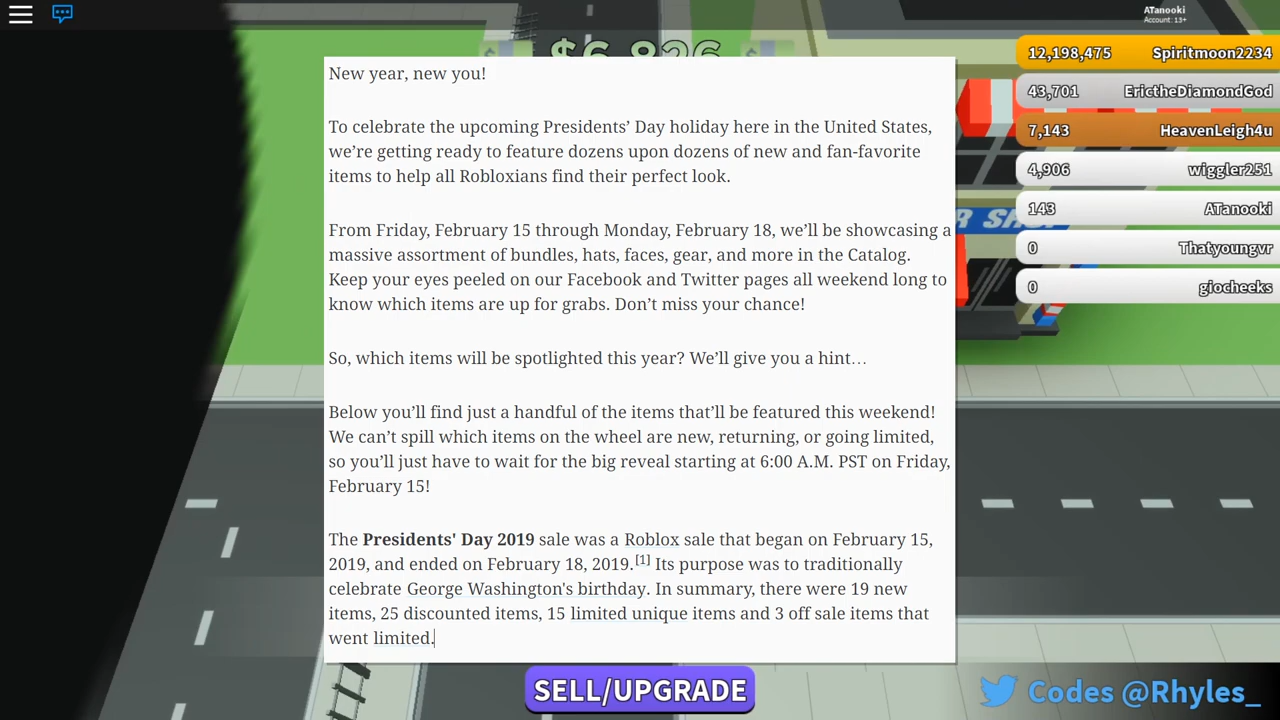 ATanooki
Account: 13+
$6,826
12,198,475 Spiritmoon2234
43,701 ErictheDiamondGod
7,143 HeavenLeigh4u
4,906 wiggler251
143 ATanooki
0 Thatyoungvr
0 giocheeks
New year, new you!
To celebrate the upcoming Presidents’ Day holiday here in the United States,
we’re getting ready to feature dozens upon dozens of new and fan-favorite
items to help all Robloxians find their perfect look.
From Friday, February 15 through Monday, February 18, we’ll be showcasing a
massive assortment of bundles, hats, faces, gear, and more in the Catalog.
Keep your eyes peeled on our Facebook and Twitter pages all weekend long to
know which items are up for grabs. Don’t miss your chance!
So, which items will be spotlighted this year? We’ll give you a hint…
Below you’ll find just a handful of the items that’ll be featured this weekend!
We can’t spill which items on the wheel are new, returning, or going limited,
so you’ll just have to wait for the big reveal starting at 6:00 A.M. PST on Friday,
February 15!
The Presidents' Day 2019 sale was a Roblox sale that began on February 15,
2019, and ended on February 18, 2019.[1] Its purpose was to traditionally
celebrate George Washington's birthday. In summary, there were 19 new
items, 25 discounted items, 15 limited unique items and 3 off sale items that
went limited.
SELL/UPGRADE
Codes @Rhyles_